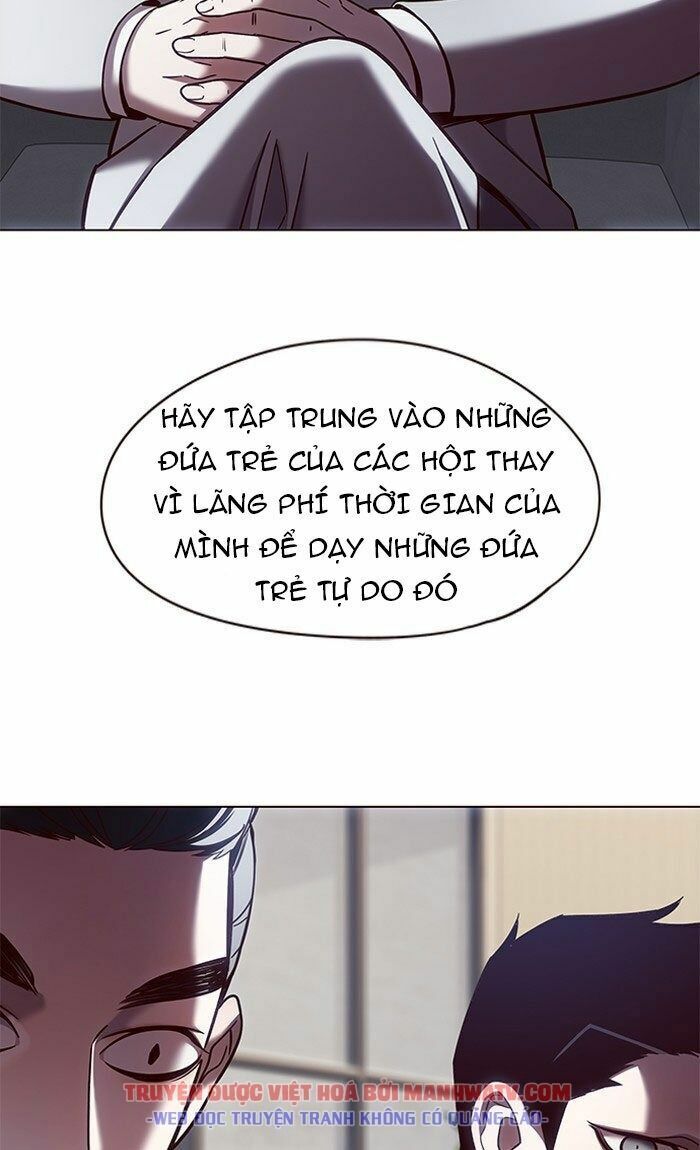 HÃY TẬP TRUNG VÀO NHỮNG
ĐỨA TRẺ CỦA CÁC HỘI THAY
VÌ LÃNG PHÍ THỜI GIAN CỦA
MÌNH ĐỂ DẠY NHỮNG ĐỨA
TRẺ TỰ DO ĐÓ
TRUYỆN ĐƯỢC VIỆT HOÁ BỞI MANHWATV.COM
-WEB ĐỌC TRUYỆN TRANH KHÔNG CÓ QUẢNG CÁO-